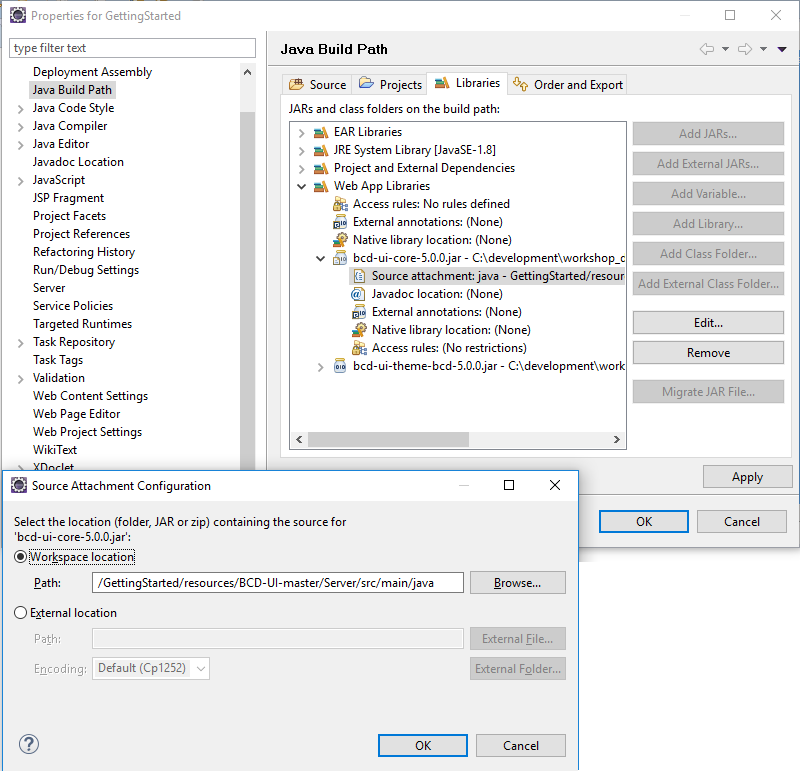 Properties for GettingStarted
type filter text
Deployment Assembly
Java Build Path
Java Code Style
Java Compiler
Java Editor
Javadoc Location
JavaScript
JSP Fragment
Project Facets
Project References
Refactoring History
Run/Debug Settings
Server
Service Policies
Targeted Runtimes
Task Repository
Task Tags
Validation
Web Content Settings
Web Page Editor
Web Project Settings
WikiText
XDoclet
Java Build Path
Source Projects Libraries Order and Export
JARs and class folders on the build path:
EAR Libraries
JRE System Library [JavaSE-1.8]
Project and External Dependencies
Web App Libraries
Access rules: No rules defined
External annotations: (None)
Native library location: (None)
bcd-ui-core-5.0.0.jar - C:\development\workshop_d
Source attachment: java - GettingStarted/resour
Javadoc location: (None)
External annotations: (None)
Native library location: (None)
Access rules: (No restrictions)
bcd-ui-theme-bcd-5.0.0.jar - C:\development\work
Add JARs...
Add External JARs...
Add Variable...
Add Library...
Add Class Folder...
Add External Class Folder...
Edit...
Remove
Migrate JAR File...
Apply
OK Cancel
Source Attachment Configuration
Select the location (folder, JAR or zip) containing the source for
'bcd-ui-core-5.0.0.jar':
Workspace location
Path: /GettingStarted/resources/BCD-UI-master/Server/src/main/java Browse...
External location
Path: External File...
Encoding: Default (Cp1252) External Folder...
? OK Cancel